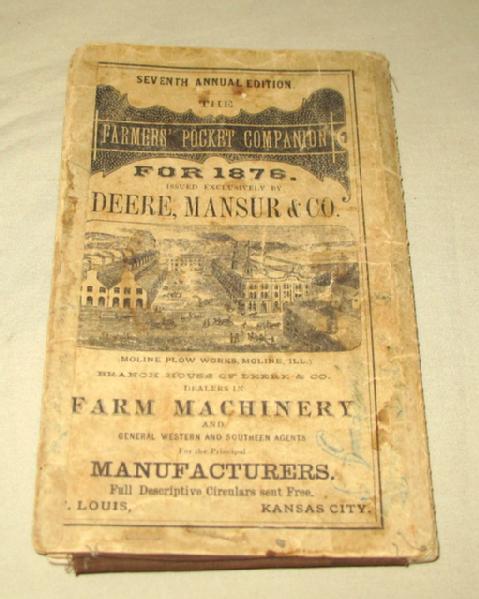 SEVENTH ANNUAL EDITION.
THE
FARMERS' POCKET COMPANION
FOR 1876.
ISSUED EXCLUSIVELY BY
DEERE, MANSUR & CO.
(MOLINE PLOW WORKS, MOLINE, ILL.)
BRANCH HOUSE OF DEERE & CO.
DEALERS IN
FARM MACHINERY
AND
GENERAL WESTERN AND SOUTHERN AGENTS
For the Principal
MANUFACTURERS.
Full Descriptive Circulars sent Free.
T. LOUIS, KANSAS CITY.